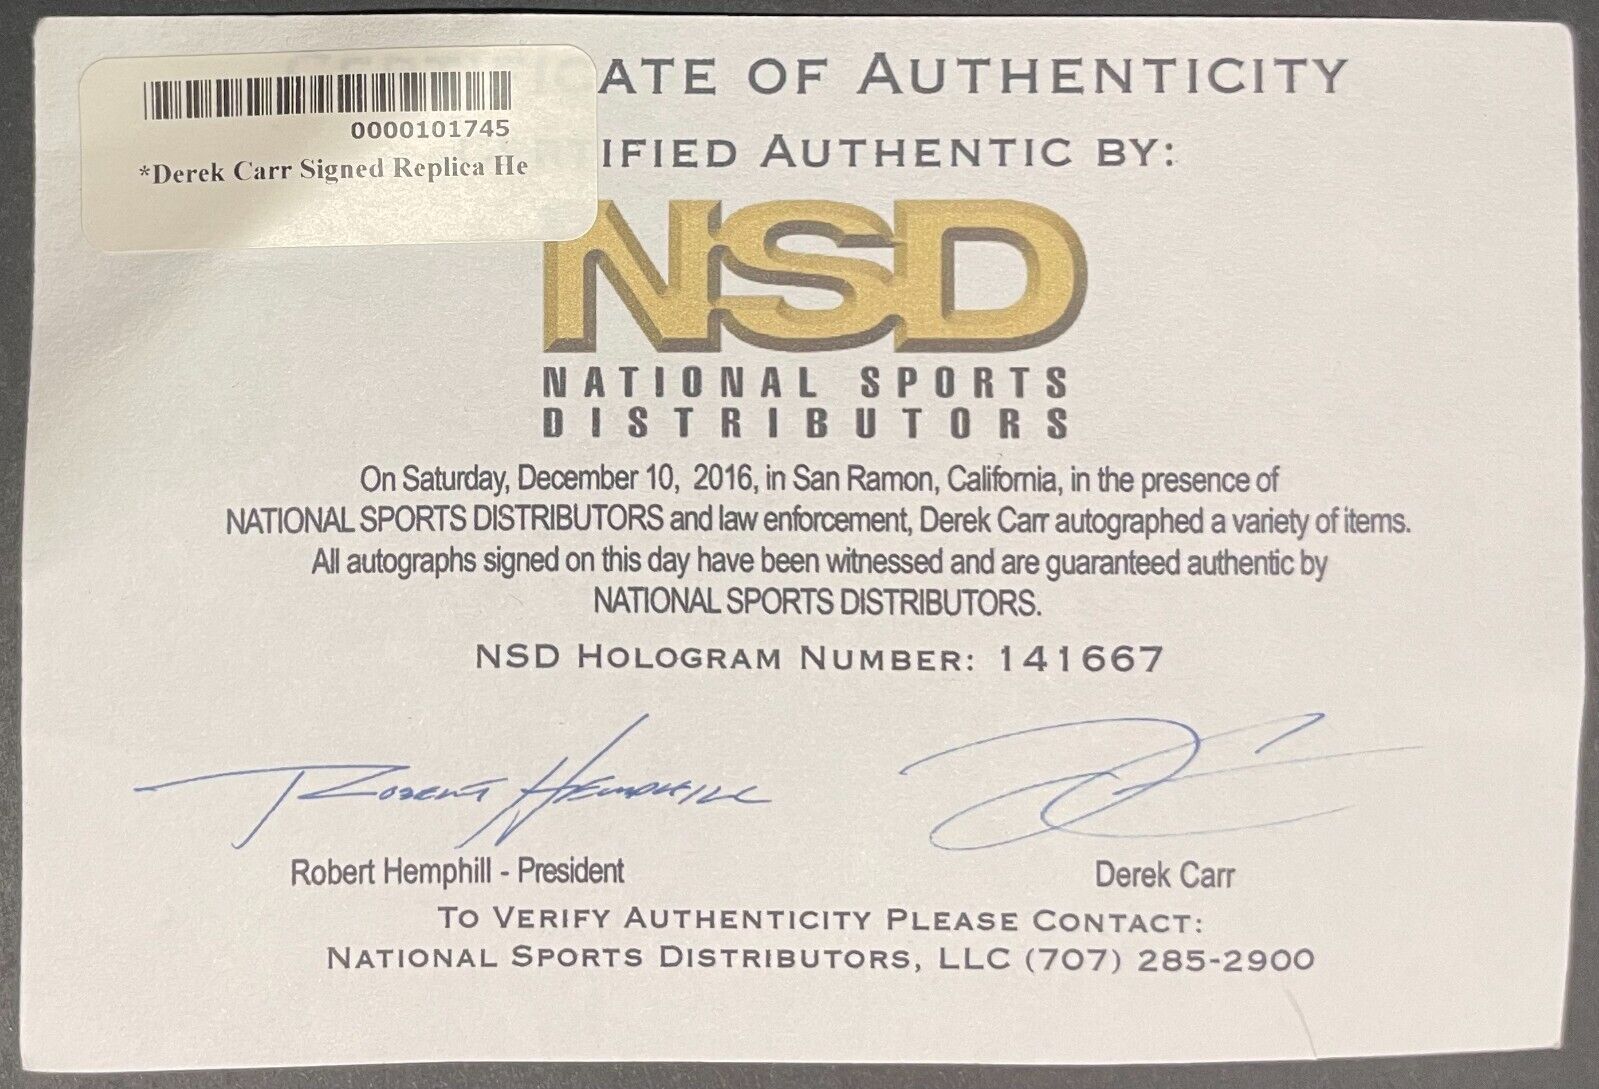 0000101745
*Derek Carr Signed Replica He
CATE OF AUTHENTICITY
IFIED AUTHENTIC BY:
NSD
NATIONAL SPORTS
DISTRIBUTORS
On Saturday, December 10, 2016, in San Ramon, California, in the presence of
NATIONAL SPORTS DISTRIBUTORS and law enforcement, Derek Carr autographed a variety of items.
All autographs signed on this day have been witnessed and are guaranteed authentic by
NATIONAL SPORTS DISTRIBUTORS.
NSD HOLOGRAM NUMBER: 141667
Robert Hemphill
Robert Hemphill - President
Derek Carr
TO VERIFY AUTHENTICITY PLEASE CONTACT:
NATIONAL SPORTS DISTRIBUTORS, LLC (707) 285-2900